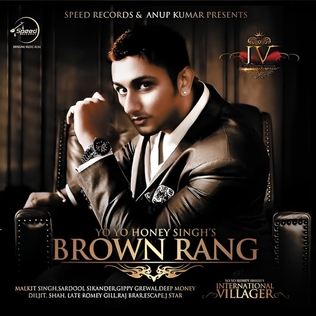 SPEED RECORDS & ANUP KUMAR PRESENTS
Speed
IV
YO YO HONEY SINGH'S
BROWN RANG
MALKIT SINGH,SARDOOL SIKANDER,GIPPY GREWAL,DEEP MONEY
DILJIT. SHAH, LATE ROMEY GILL,RAJ BRAR,ESCAPE,J STAR
YO YO HONEY SINGH'S
INTERNATIONAL
VILLAGER